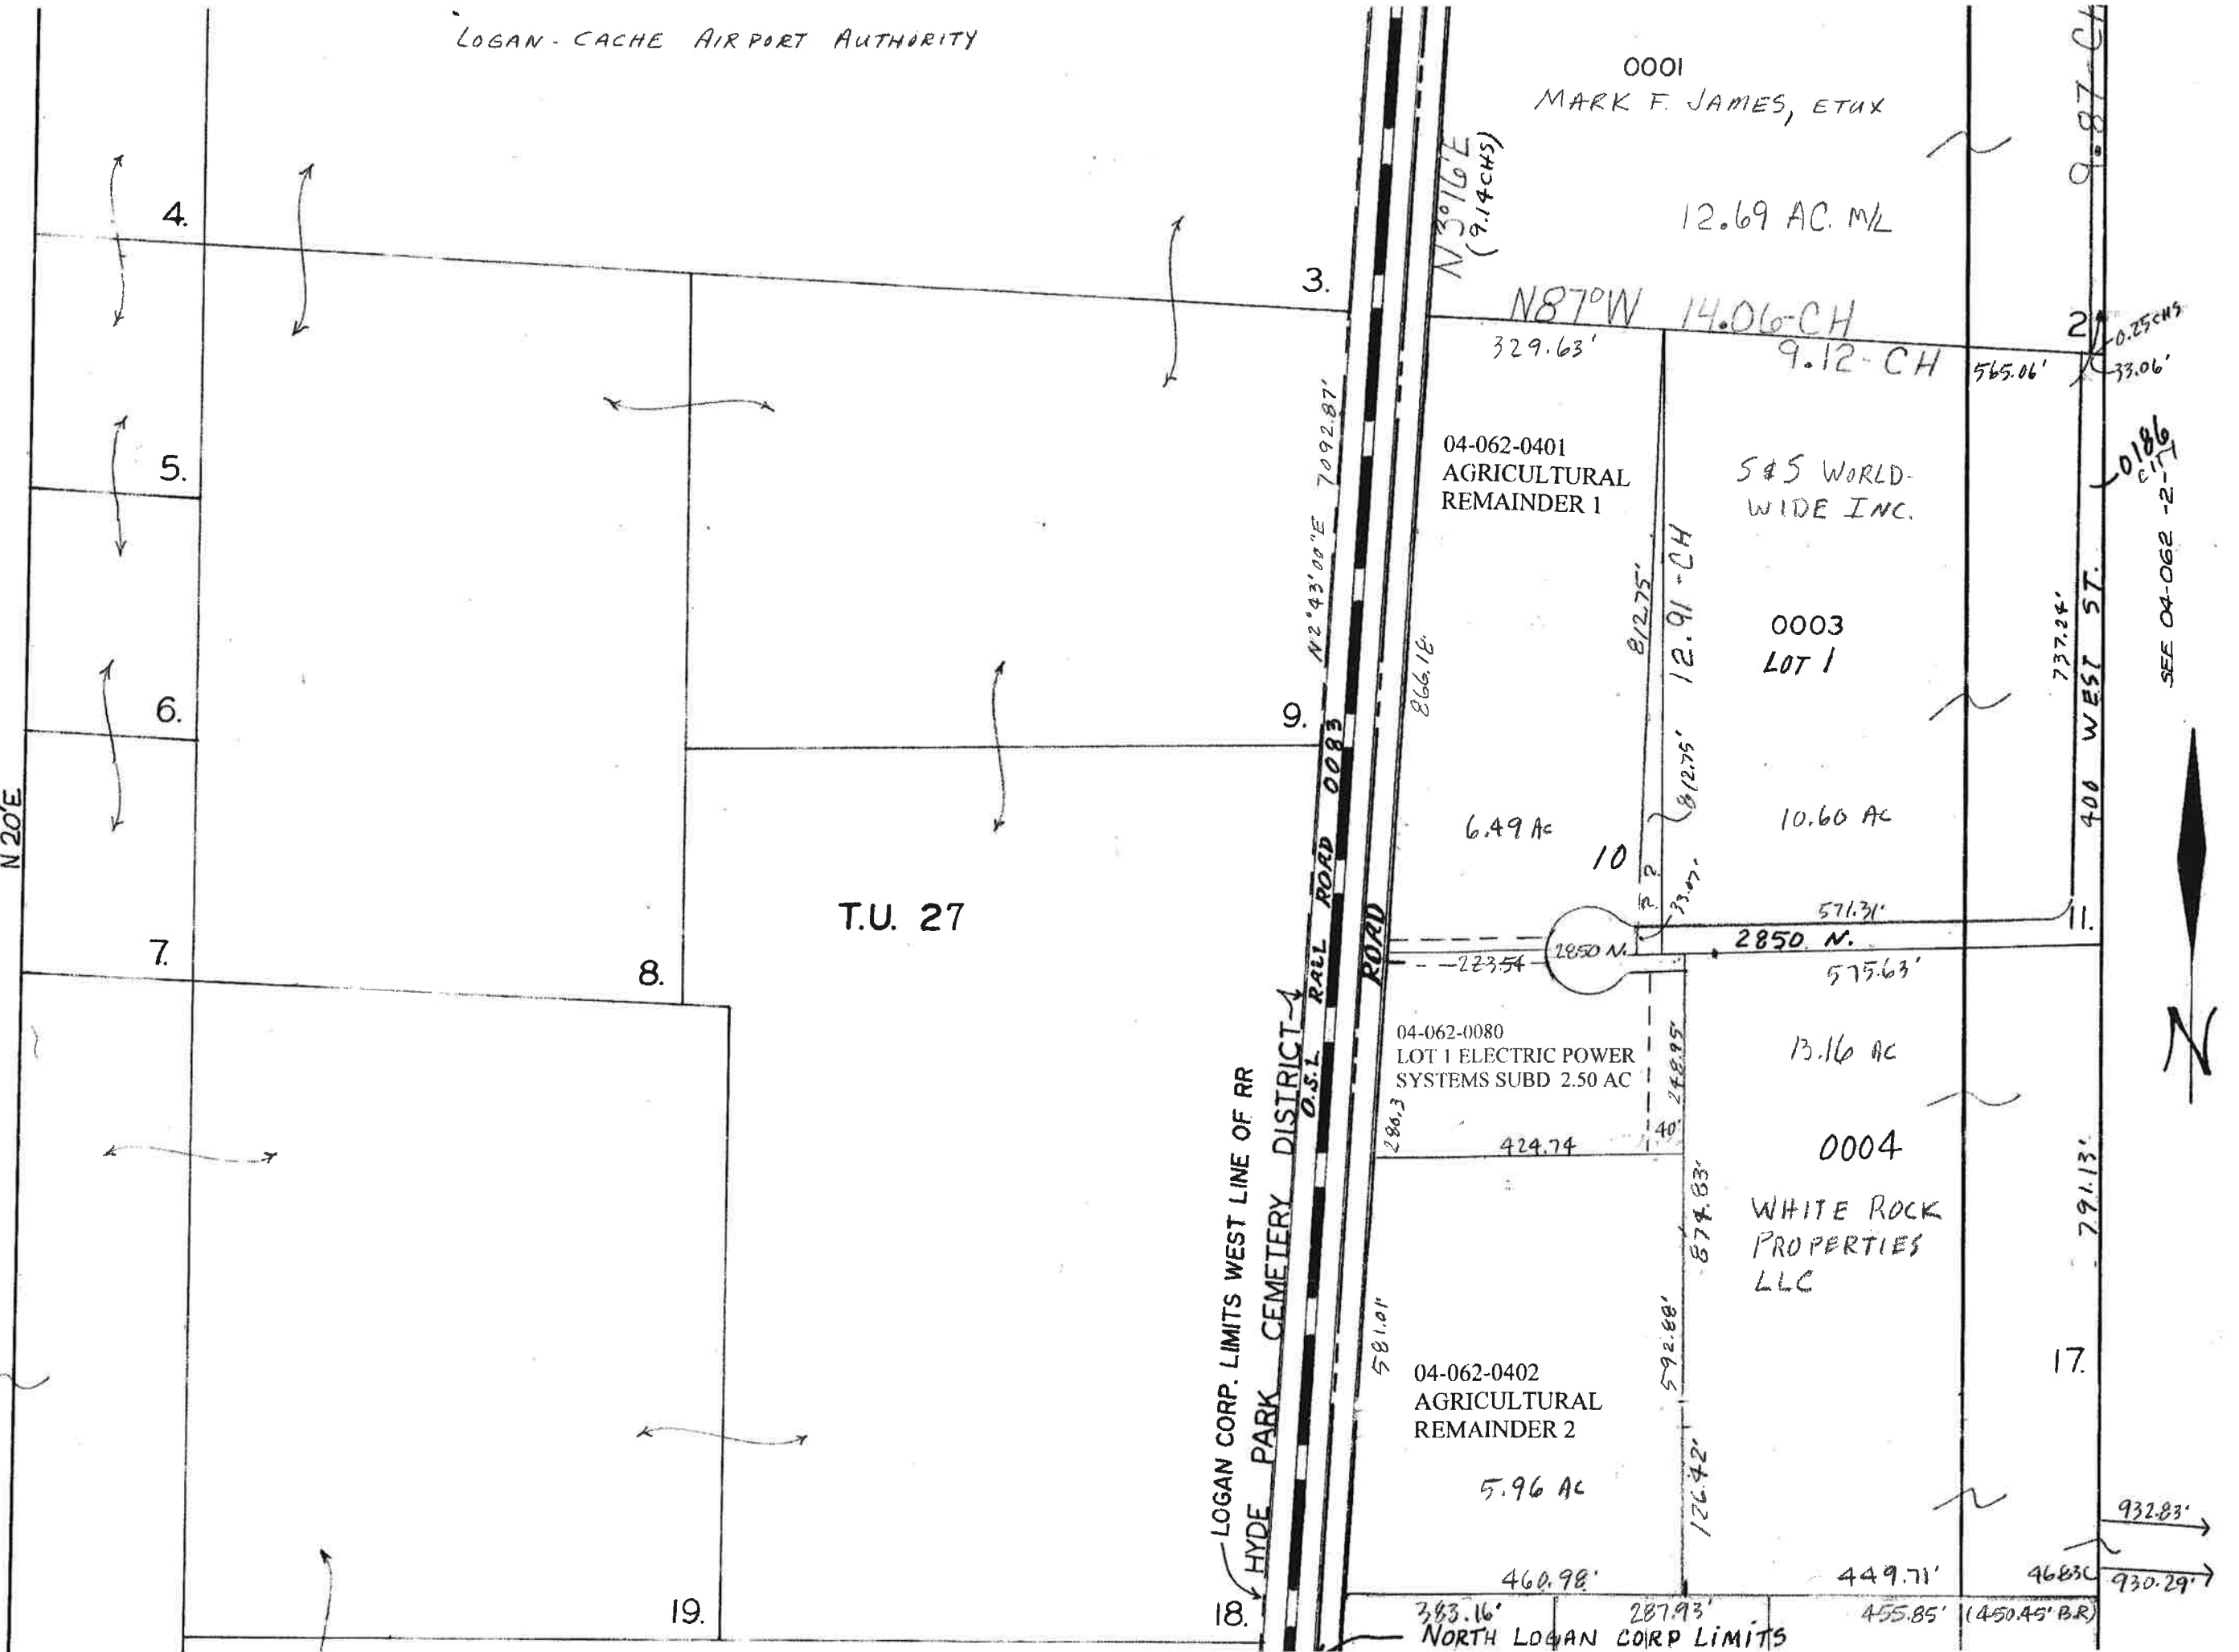 LOGAN-CACHE AIRPORT AUTHORITY
0001
MARK F. JAMES, ETUX
12.69 AC. M/L
9.87-CH
N3°16'E
(9.14CHS)
4.
3.
N87°W 14.06-CH
329.63'
9.12-CH
565.06'
2
0.25CHS
33.06'
0186
CITY
SEE 04-062-2-
N2°43'00"E 7092.87'
04-062-0401
AGRICULTURAL
REMAINDER 1
S&S WORLD-
WIDE INC.
0003
LOT 1
5.
6.
9.
866.18'
812.75'
12.91-CH
812.75'
737.24'
400 WEST ST.
6.49 AC
10
10.60 AC
N20'E
T.U. 27
7.
8.
? ?
33.07'
571.31'
11.
2850 N.
2850 N.
223.54
575.63'
O.S.L. RAIL ROAD 0083
ROAD
04-062-0080
LOT 1 ELECTRIC POWER
SYSTEMS SUBD 2.50 AC
13.16 AC
N
248.95'
286.3
424.74
40'
0004
WHITE ROCK
PROPERTIES
LLC
874.83'
791.13'
LOGAN CORP. LIMITS WEST LINE OF RR
HYDE PARK CEMETERY DISTRICT
581.01'
592.88'
17.
04-062-0402
AGRICULTURAL
REMAINDER 2
5.96 AC
126.42'
932.83'
460.98'
449.71'
930.29'
19.
18.
383.16'
287.93'
455.85'
(450.45' B.R)
NORTH LOGAN CORP LIMITS